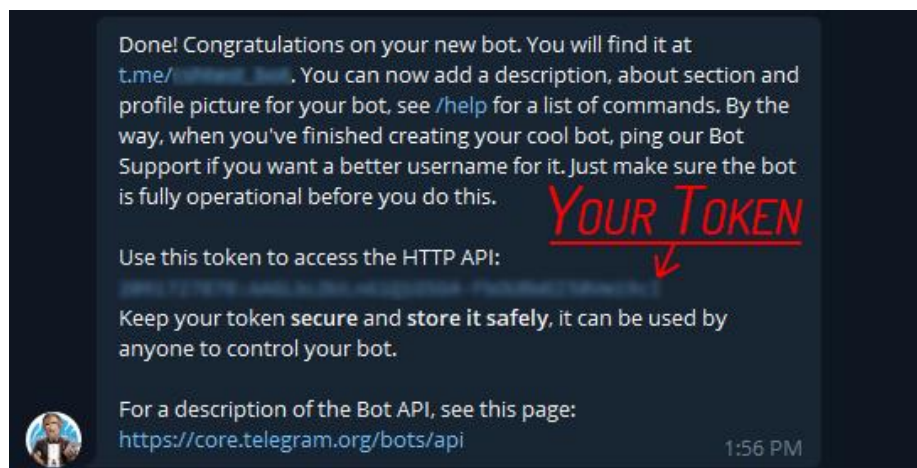 Done! Congratulations on your new bot. You will find it at
t.me/ . You can now add a description, about section and
profile picture for your bot, see /help for a list of commands. By the
way, when you've finished creating your cool bot, ping our Bot
Support if you want a better username for it. Just make sure the bot
is fully operational before you do this.
YOUR TOKEN
Use this token to access the HTTP API:
Keep your token secure and store it safely, it can be used by
anyone to control your bot.
For a description of the Bot API, see this page:
https://core.telegram.org/bots/api
1:56 PM